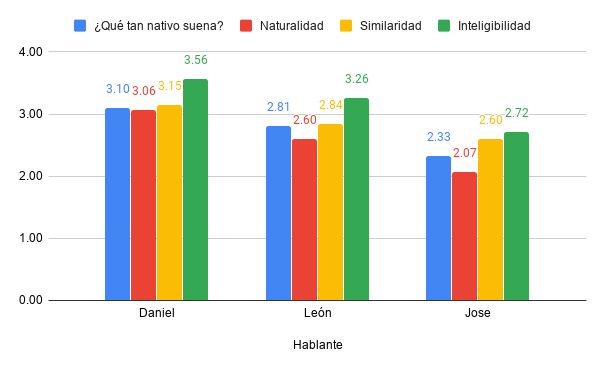 ¿Qué tan nativo suena? Naturalidad Similaridad Inteligibilidad
4.00
3.00
2.00
1.00
0.00
3.10 3.06 3.15 3.56
2.81 2.60 2.84 3.26
2.33 2.07 2.60 2.72
Daniel León Jose
Hablante